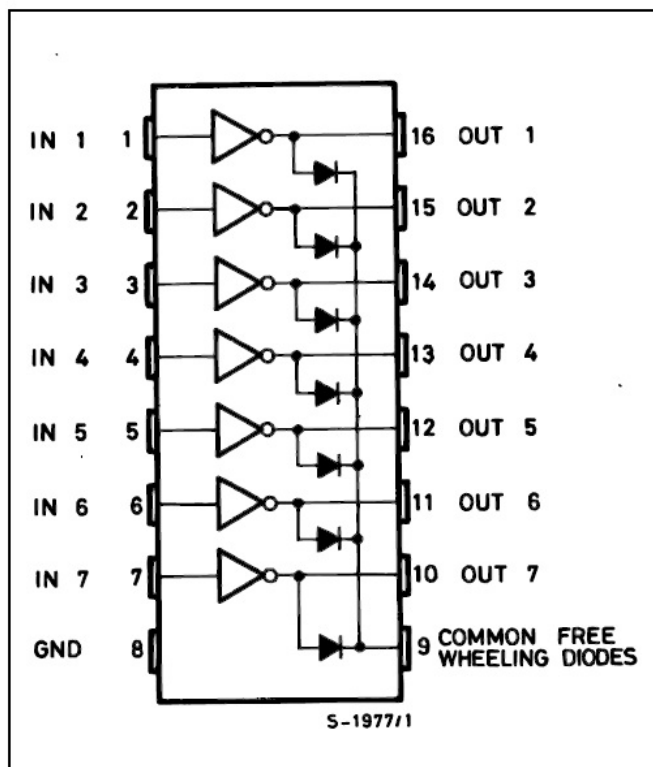 IN 1 1 16 OUT 1
IN 2 2 15 OUT 2
IN 3 3 14 OUT 3
IN 4 4 13 OUT 4
IN 5 5 12 OUT 5
IN 6 6 11 OUT 6
IN 7 7 10 OUT 7
GND 8 9 COMMON FREE
WHEELING DIODES
S-1977/1